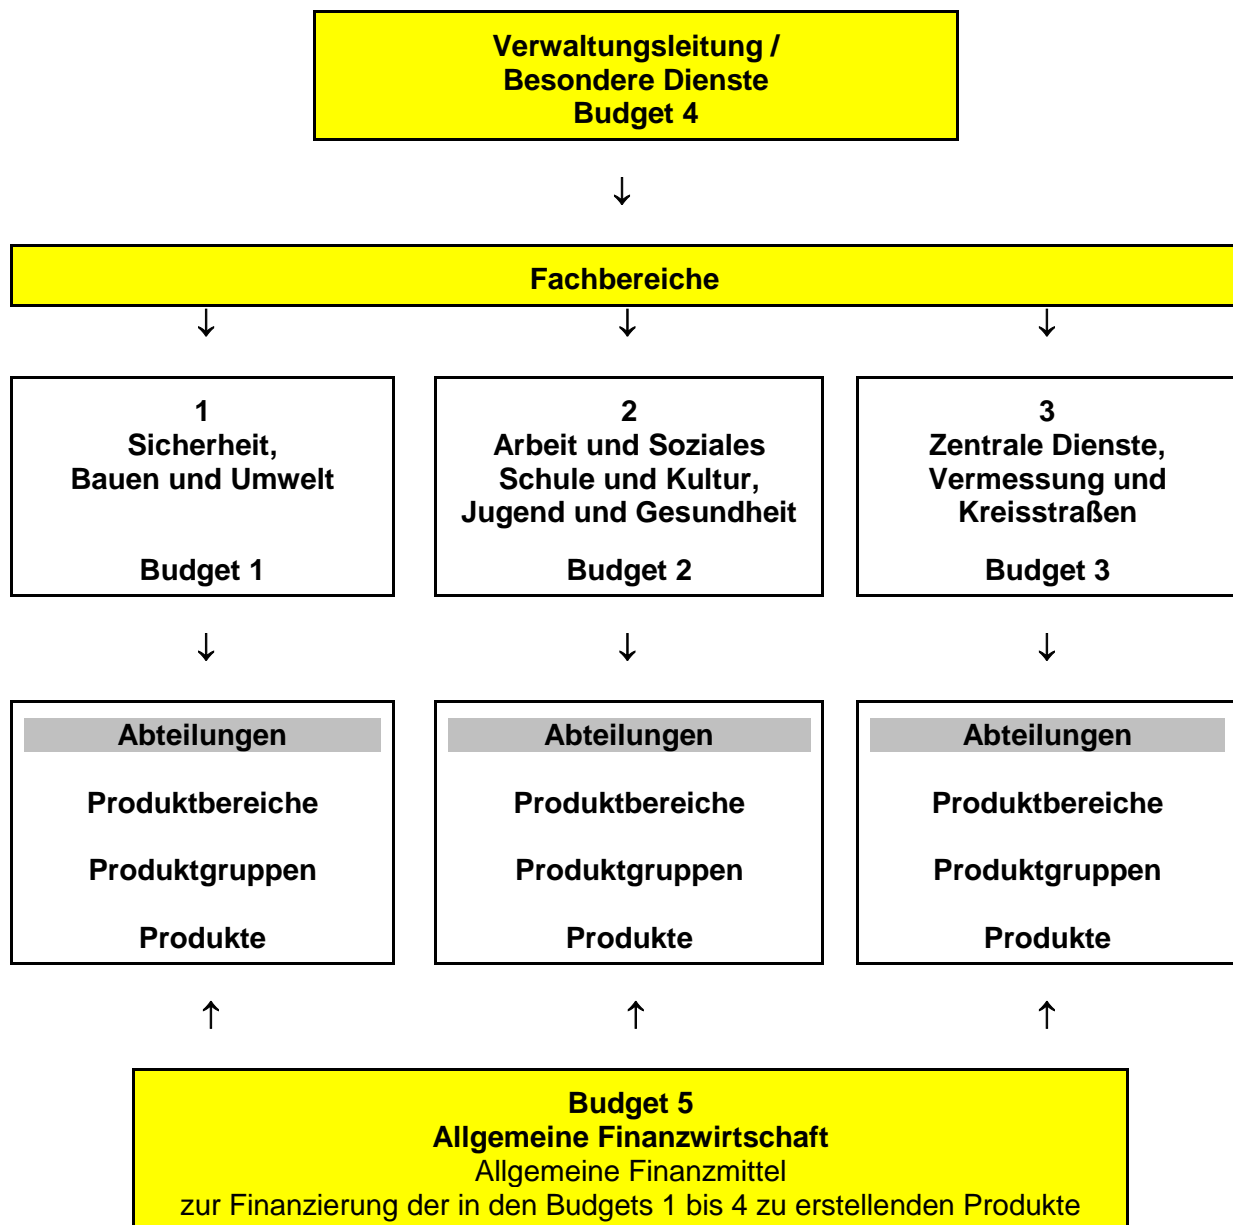 Verwaltungsleitung /
Besondere Dienste
Budget 4
↓
Fachbereiche
↓ ↓ ↓
1
Sicherheit,
Bauen und Umwelt
Budget 1
2
Arbeit und Soziales
Schule und Kultur,
Jugend und Gesundheit
Budget 2
3
Zentrale Dienste,
Vermessung und
Kreisstraßen
Budget 3
↓ ↓ ↓
Abteilungen
Produktbereiche
Produktgruppen
Produkte
Abteilungen
Produktbereiche
Produktgruppen
Produkte
Abteilungen
Produktbereiche
Produktgruppen
Produkte
↑ ↑ ↑
Budget 5
Allgemeine Finanzwirtschaft
Allgemeine Finanzmittel
zur Finanzierung der in den Budgets 1 bis 4 zu erstellenden Produkte